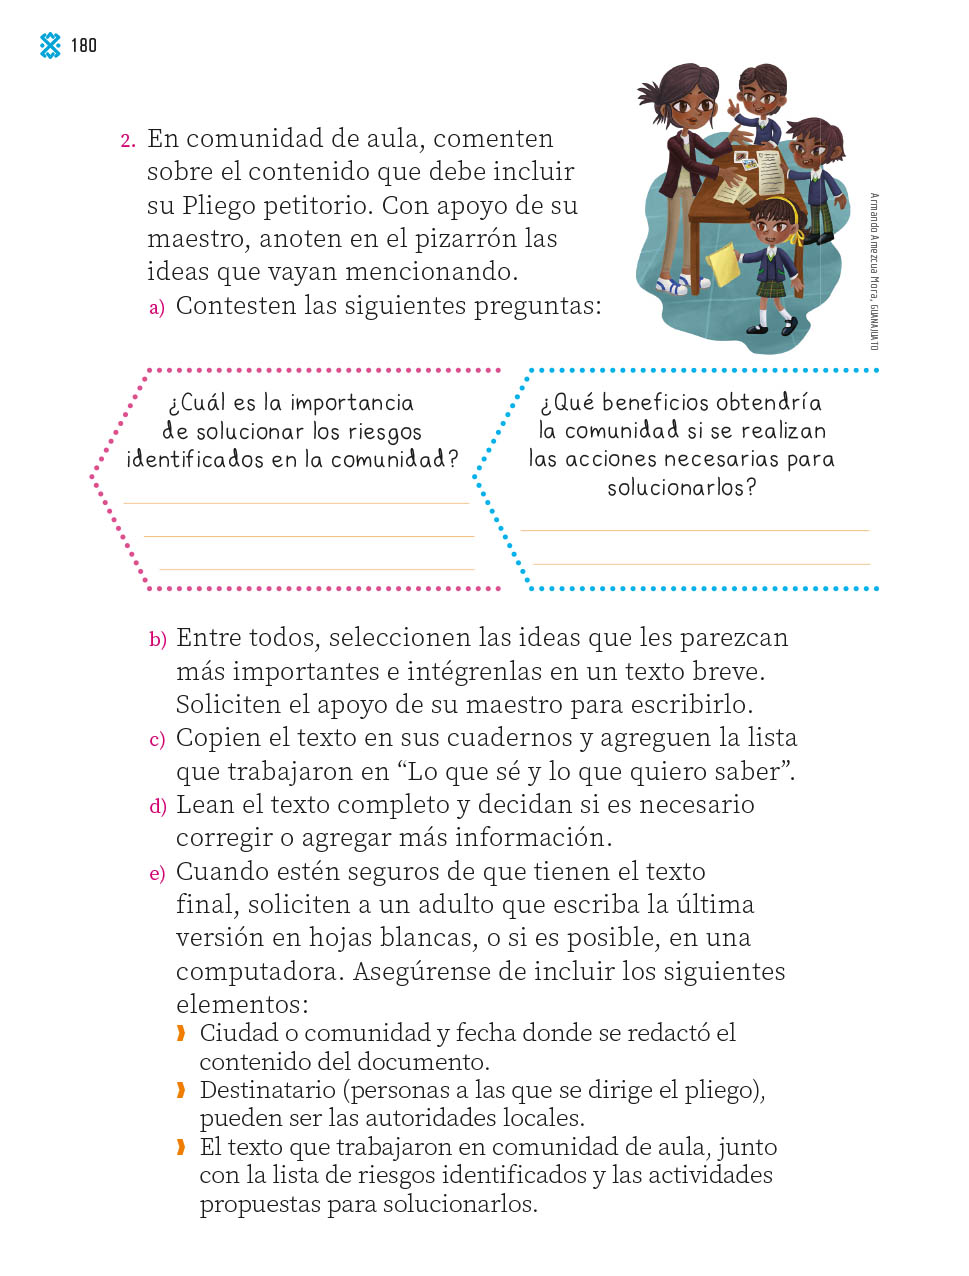 180
2. En comunidad de aula, comenten
sobre el contenido que debe incluir
su Pliego petitorio. Con apoyo de su
maestro, anoten en el pizarrón las
ideas que vayan mencionando.
a) Contesten las siguientes preguntas:
Armando Amezcua Mora, GUANAJUATO
¿Cuál es la importancia
de solucionar los riesgos
identificados en la comunidad?
¿Qué beneficios obtendría
la comunidad si se realizan
las acciones necesarias para
solucionarlos?
b) Entre todos, seleccionen las ideas que les parezcan
más importantes e intégrenlas en un texto breve.
Soliciten el apoyo de su maestro para escribirlo.
c) Copien el texto en sus cuadernos y agreguen la lista
que trabajaron en “Lo que sé y lo que quiero saber”.
d) Lean el texto completo y decidan si es necesario
corregir o agregar más información.
e) Cuando estén seguros de que tienen el texto
final, soliciten a un adulto que escriba la última
versión en hojas blancas, o si es posible, en una
computadora. Asegúrense de incluir los siguientes
elementos:
Ciudad o comunidad y fecha donde se redactó el
contenido del documento.
Destinatario (personas a las que se dirige el pliego),
pueden ser las autoridades locales.
El texto que trabajaron en comunidad de aula, junto
con la lista de riesgos identificados y las actividades
propuestas para solucionarlos.